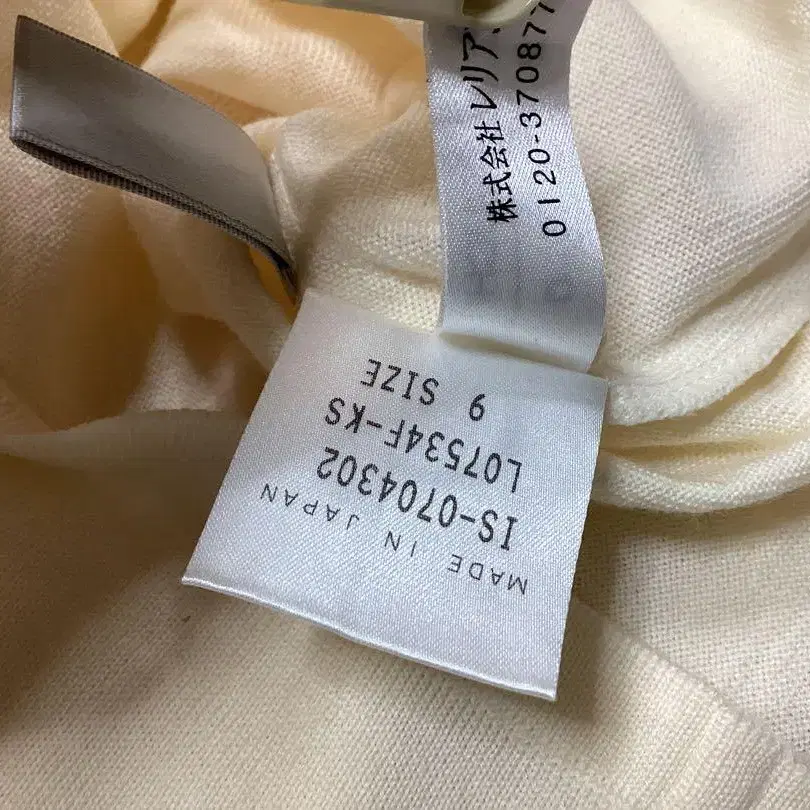 株式会社 レリア
0120-370877
MADE IN JAPAN
IS-0704302
L07534F-KS
9 SIZE